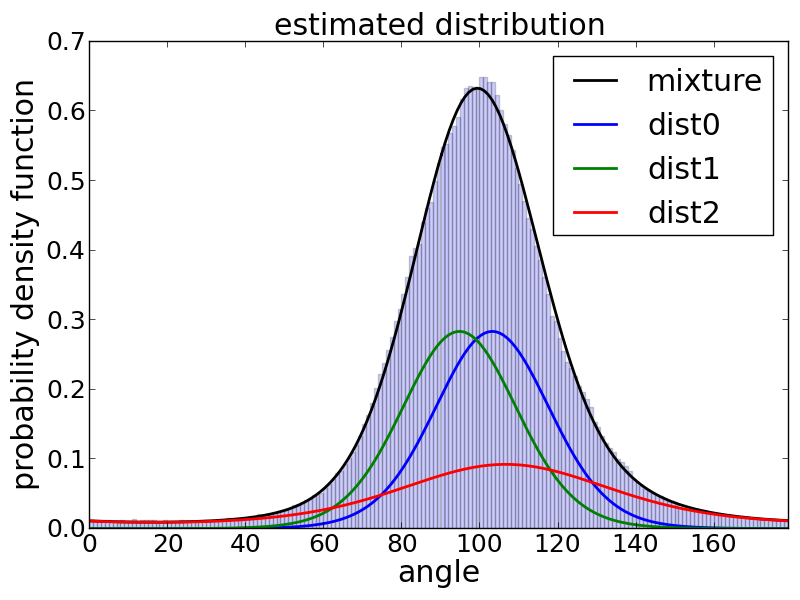 estimated distribution
probability density function
0.7
0.6
0.5
0.4
0.3
0.2
0.1
0.0
mixture
dist0
dist1
dist2
0 20 40 60 80 100 120 140 160
angle